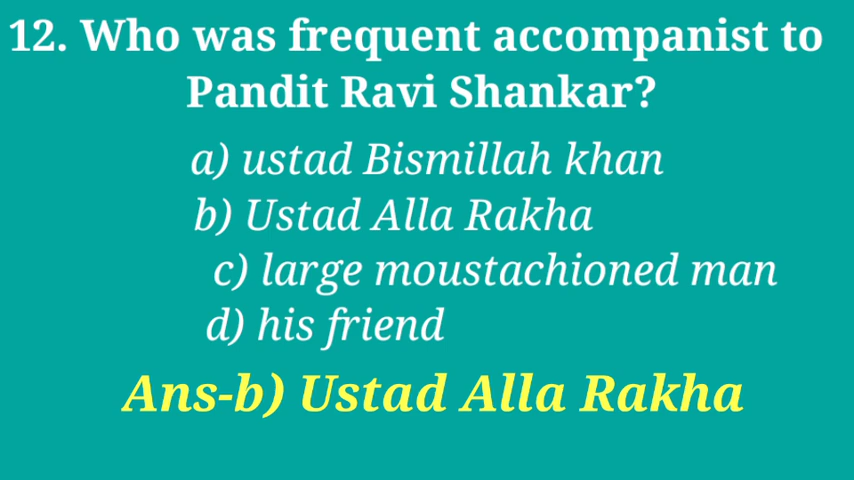 12. Who was frequent accompanist to
Pandit Ravi Shankar?
a) ustad Bismillah khan
b) Ustad Alla Rakha
c) large moustachioned man
d) his friend
Ans-b) Ustad Alla Rakha